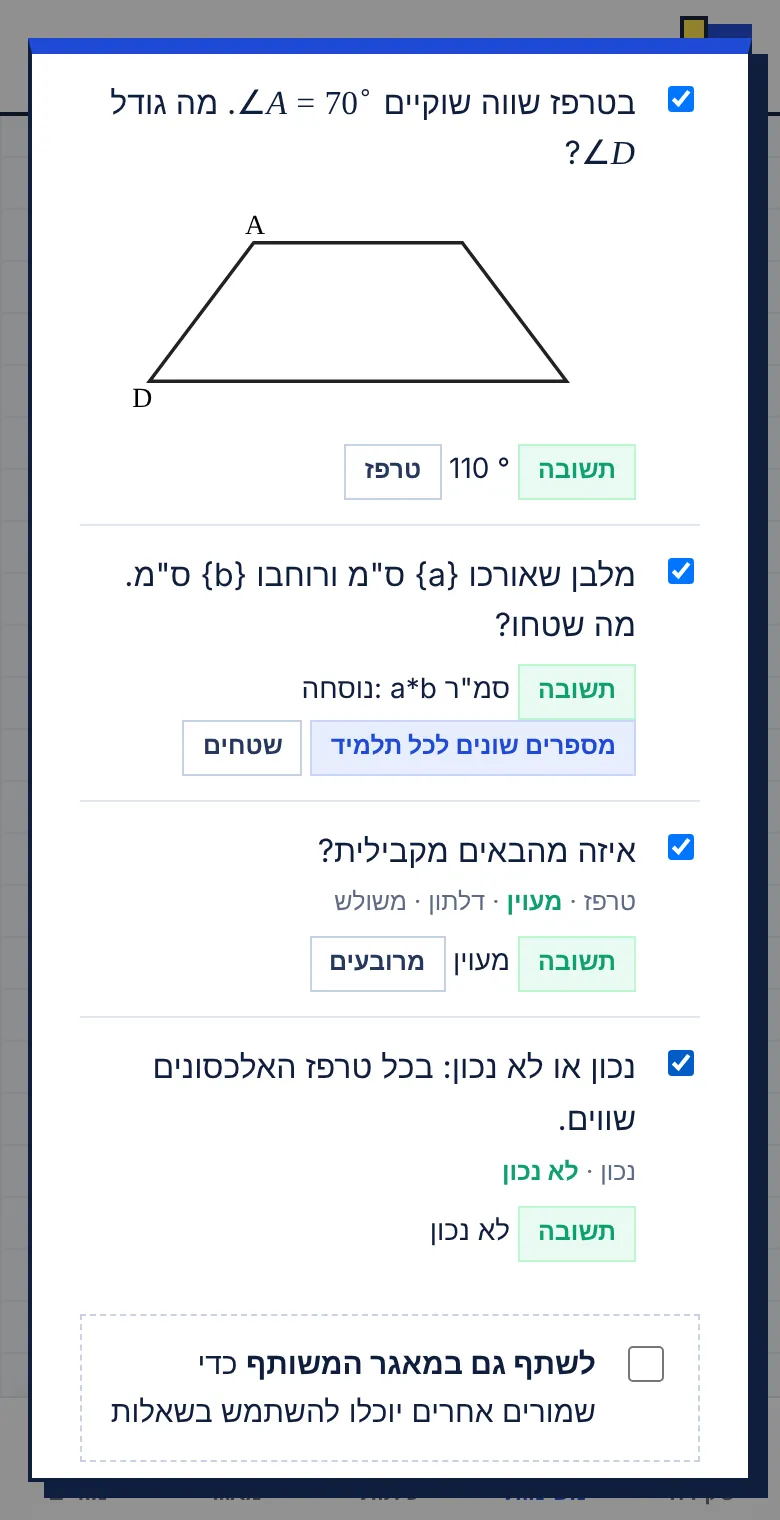 בטרפז שווה שוקיים ∠A = 70°. מה גודל
∠D?
A
D
תשובה 110 ° טרפז
מלבן שאורכו {a} ס"מ ורוחבו {b} ס"מ.
מה שטחו?
תשובה סמ"ר a*b :נוסחה
מספרים שונים לכל תלמיד שטחים
איזה מהבאים מקבילית?
טרפז · מעוין · דלתון · משולש
תשובה מעוין מרובעים
נכון או לא נכון: בכל טרפז האלכסונים
שווים.
נכון · לא נכון
תשובה לא נכון
לשתף גם במאגר המשותף כדי
שמורים אחרים יוכלו להשתמש בשאלות